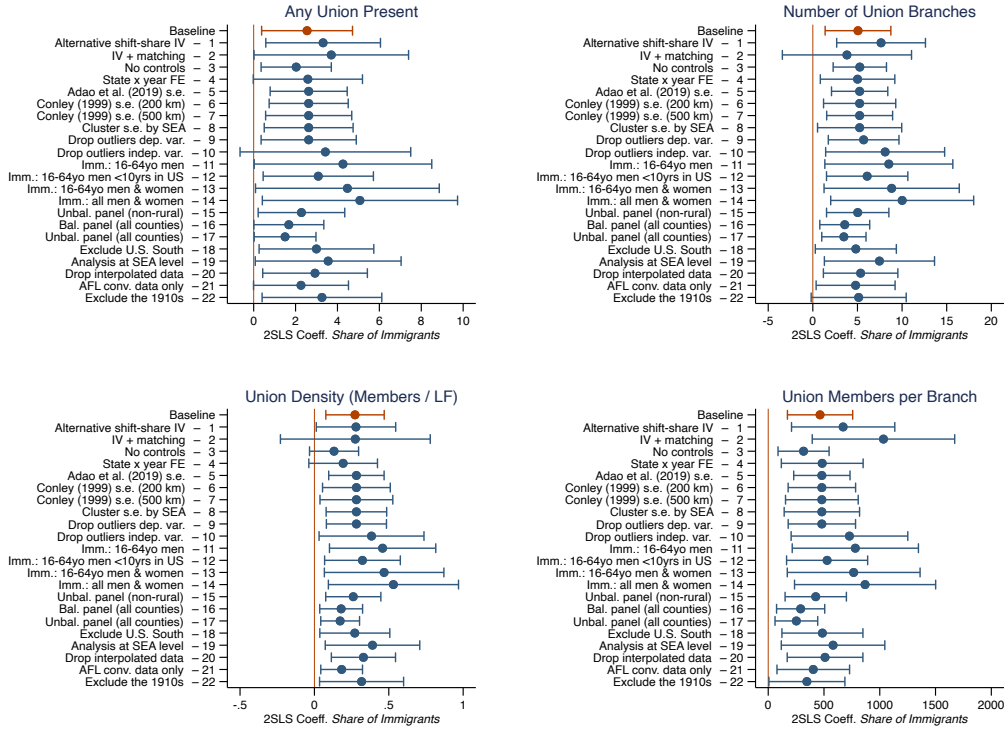 Any Union Present
Baseline
Alternative shift-share IV – 1
IV + matching – 2
No controls – 3
State x year FE – 4
Adao et al. (2019) s.e. – 5
Conley (1999) s.e. (200 km) – 6
Conley (1999) s.e. (500 km) – 7
Cluster s.e. by SEA – 8
Drop outliers dep. var. – 9
Drop outliers indep. var. – 10
Imm.: 16-64yo men – 11
Imm.: 16-64yo men <10yrs in US – 12
Imm.: 16-64yo men & women – 13
Imm.: all men & women – 14
Unbal. panel (non-rural) – 15
Bal. panel (all counties) – 16
Unbal. panel (all counties) – 17
Exclude U.S. South – 18
Analysis at SEA level – 19
Drop interpolated data – 20
AFL conv. data only – 21
Exclude the 1910s – 22
0 2 4 6 8 10
2SLS Coeff. Share of Immigrants
Number of Union Branches
Baseline
Alternative shift-share IV – 1
IV + matching – 2
No controls – 3
State x year FE – 4
Adao et al. (2019) s.e. – 5
Conley (1999) s.e. (200 km) – 6
Conley (1999) s.e. (500 km) – 7
Cluster s.e. by SEA – 8
Drop outliers dep. var. – 9
Drop outliers indep. var. – 10
Imm.: 16-64yo men – 11
Imm.: 16-64yo men <10yrs in US – 12
Imm.: 16-64yo men & women – 13
Imm.: all men & women – 14
Unbal. panel (non-rural) – 15
Bal. panel (all counties) – 16
Unbal. panel (all counties) – 17
Exclude U.S. South – 18
Analysis at SEA level – 19
Drop interpolated data – 20
AFL conv. data only – 21
Exclude the 1910s – 22
-5 0 5 10 15 20
2SLS Coeff. Share of Immigrants
Union Density (Members / LF)
Baseline
Alternative shift-share IV – 1
IV + matching – 2
No controls – 3
State x year FE – 4
Adao et al. (2019) s.e. – 5
Conley (1999) s.e. (200 km) – 6
Conley (1999) s.e. (500 km) – 7
Cluster s.e. by SEA – 8
Drop outliers dep. var. – 9
Drop outliers indep. var. – 10
Imm.: 16-64yo men – 11
Imm.: 16-64yo men <10yrs in US – 12
Imm.: 16-64yo men & women – 13
Imm.: all men & women – 14
Unbal. panel (non-rural) – 15
Bal. panel (all counties) – 16
Unbal. panel (all counties) – 17
Exclude U.S. South – 18
Analysis at SEA level – 19
Drop interpolated data – 20
AFL conv. data only – 21
Exclude the 1910s – 22
-.5 0 .5 1
2SLS Coeff. Share of Immigrants
Union Members per Branch
Baseline
Alternative shift-share IV – 1
IV + matching – 2
No controls – 3
State x year FE – 4
Adao et al. (2019) s.e. – 5
Conley (1999) s.e. (200 km) – 6
Conley (1999) s.e. (500 km) – 7
Cluster s.e. by SEA – 8
Drop outliers dep. var. – 9
Drop outliers indep. var. – 10
Imm.: 16-64yo men – 11
Imm.: 16-64yo men <10yrs in US – 12
Imm.: 16-64yo men & women – 13
Imm.: all men & women – 14
Unbal. panel (non-rural) – 15
Bal. panel (all counties) – 16
Unbal. panel (all counties) – 17
Exclude U.S. South – 18
Analysis at SEA level – 19
Drop interpolated data – 20
AFL conv. data only – 21
Exclude the 1910s – 22
0 500 1000 1500 2000
2SLS Coeff. Share of Immigrants